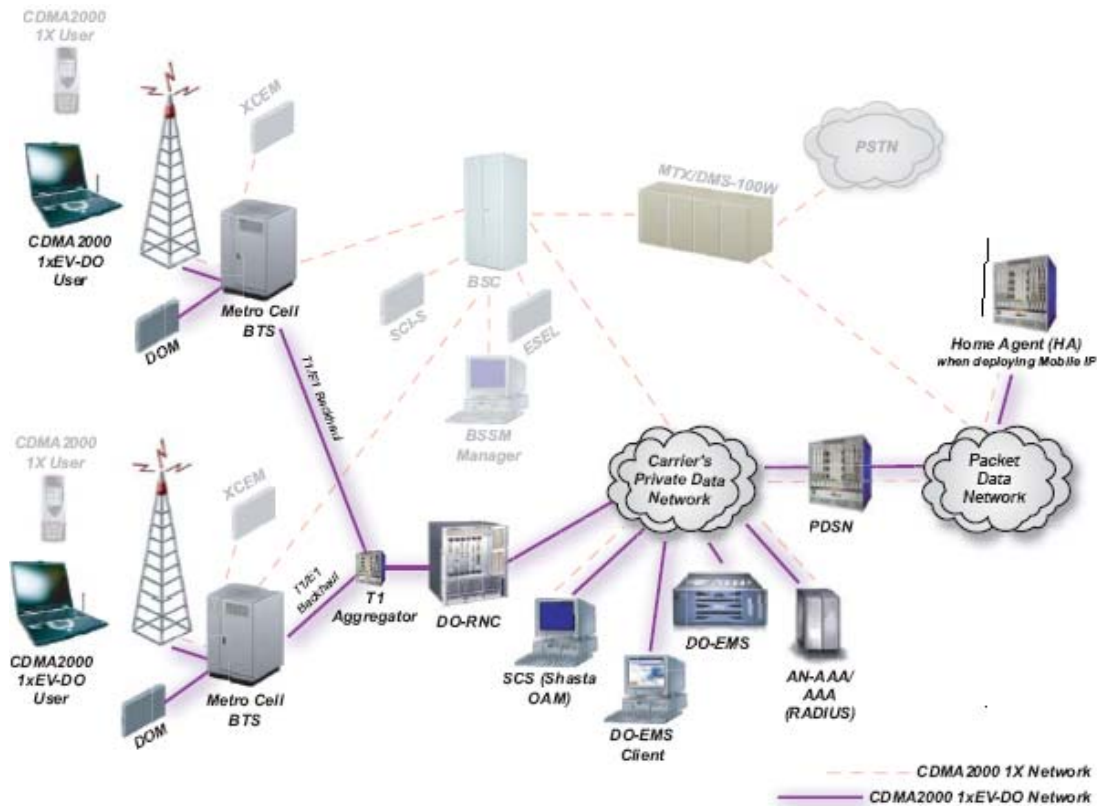 CDMA2000
1X User
XCEM
CDMA2000
1xEV-DO
User
Metro Cell
BTS
DOM
BSC
SCI-S
ESEL
BSSM
Manager
MTX/DMS-100W
PSTN
Home Agent (HA)
when deploying Mobile IP
T1/E1 Backhaul
CDMA2000
1X User
XCEM
CDMA2000
1xEV-DO
User
Metro Cell
BTS
DOM
T1/E1
Backhaul
T1
Aggregator
DO-RNC
Carrier's
Private Data
Network
PDSN
Packet
Data
Network
SCS (Shasta
OAM)
DO-EMS
Client
DO-EMS
AN-AAA/
AAA
(RADIUS)
CDMA2000 1X Network
CDMA2000 1xEV-DO Network